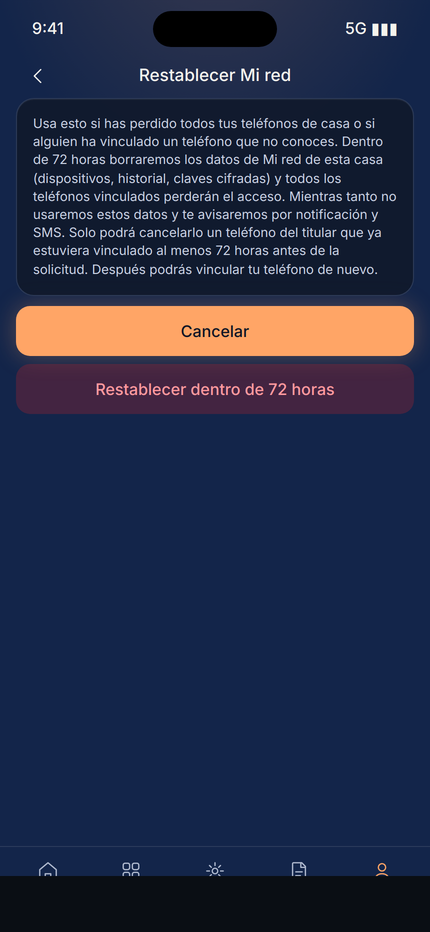 9:41
5G
Restablecer Mi red
Usa esto si has perdido todos tus teléfonos de casa o si
alguien ha vinculado un teléfono que no conoces. Dentro
de 72 horas borraremos los datos de Mi red de esta casa
(dispositivos, historial, claves cifradas) y todos los
teléfonos vinculados perderán el acceso. Mientras tanto no
usaremos estos datos y te avisaremos por notificación y
SMS. Solo podrá cancelarlo un teléfono del titular que ya
estuviera vinculado al menos 72 horas antes de la
solicitud. Después podrás vincular tu teléfono de nuevo.
Cancelar
Restablecer dentro de 72 horas